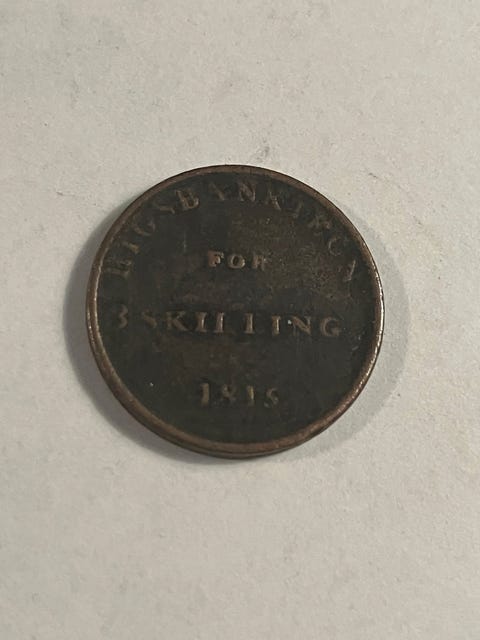 RIGSBANKTEGN
FOR
3 SKILLING
1815